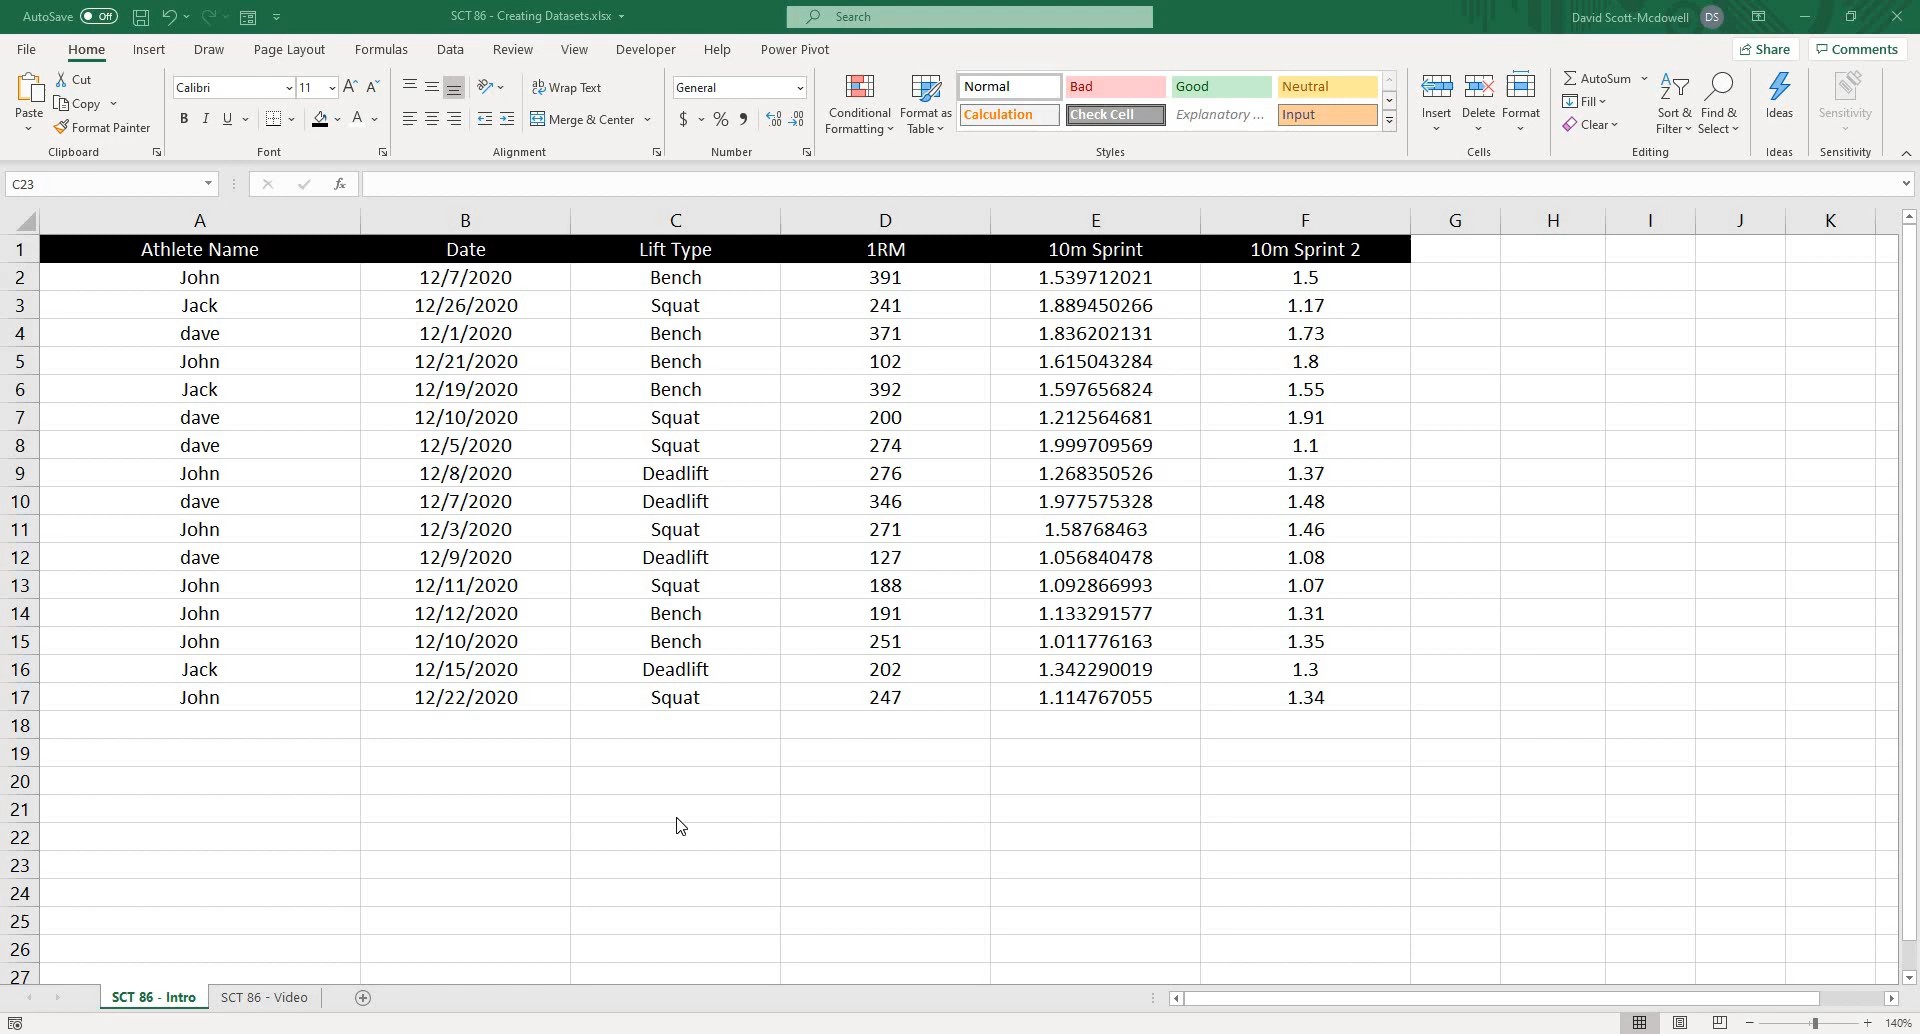 AutoSave Off SCT 86 - Creating Datasets.xlsx Search David Scott-Mcdowell DS
File Home Insert Draw Page Layout Formulas Data Review View Developer Help Power Pivot Share Comments
Paste Cut Copy Format Painter Clipboard
Calibri 11 A A B I U A Font
ab Wrap Text Merge & Center Alignment
General $ % Number
Conditional Formatting Format as Table
Normal Bad Good Neutral
Calculation Check Cell Explanatory ... Input
Styles
Insert Delete Format Cells
AutoSum Fill Clear Sort & Filter Find & Select Editing
Ideas Ideas
Sensitivity Sensitivity
C23 fx
A B C D E F G H I J K
1 Athlete Name Date Lift Type 1RM 10m Sprint 10m Sprint 2
2 John 12/7/2020 Bench 391 1.539712021 1.5
3 Jack 12/26/2020 Squat 241 1.889450266 1.17
4 dave 12/1/2020 Bench 371 1.836202131 1.73
5 John 12/21/2020 Bench 102 1.615043284 1.8
6 Jack 12/19/2020 Bench 392 1.597656824 1.55
7 dave 12/10/2020 Squat 200 1.212564681 1.91
8 dave 12/5/2020 Squat 274 1.999709569 1.1
9 John 12/8/2020 Deadlift 276 1.268350526 1.37
10 dave 12/7/2020 Deadlift 346 1.977575328 1.48
11 John 12/3/2020 Squat 271 1.58768463 1.46
12 dave 12/9/2020 Deadlift 127 1.056840478 1.08
13 John 12/11/2020 Squat 188 1.092866993 1.07
14 John 12/12/2020 Bench 191 1.133291577 1.31
15 John 12/10/2020 Bench 251 1.011776163 1.35
16 Jack 12/15/2020 Deadlift 202 1.342290019 1.3
17 John 12/22/2020 Squat 247 1.114767055 1.34
18
19
20
21
22
23
24
25
26
27
SCT 86 - Intro SCT 86 - Video
140%